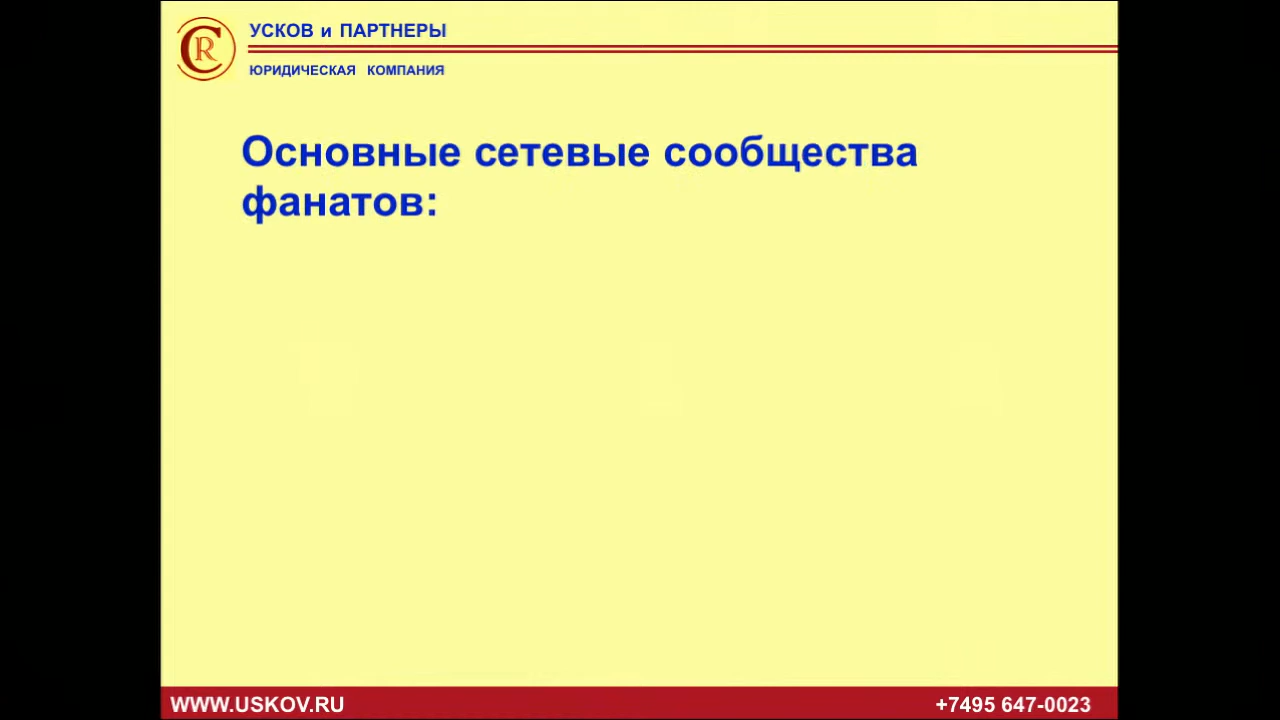 УСКОВ и ПАРТНЕРЫ
ЮРИДИЧЕСКАЯ КОМПАНИЯ
Основные сетевые сообщества
фанатов:
WWW.USKOV.RU
+7495 647-0023